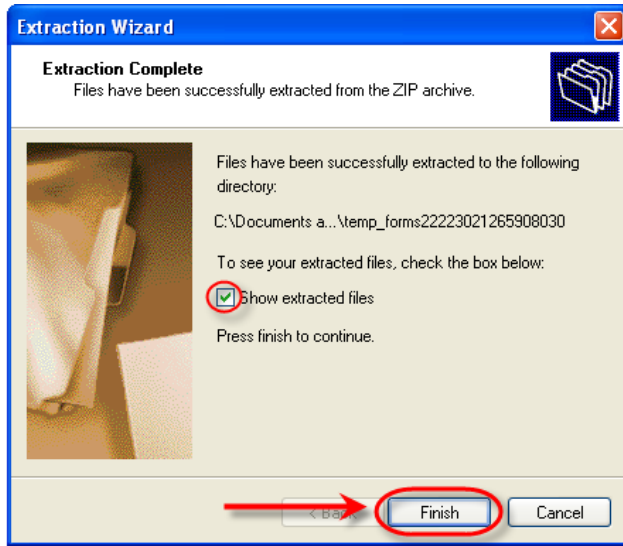 Extraction Wizard
Extraction Complete
Files have been successfully extracted from the ZIP archive.
Files have been successfully extracted to the following
directory:
C:\Documents a...\temp_forms22223021265908030
To see your extracted files, check the box below:
Show extracted files
Press finish to continue.
< Back
Finish
Cancel